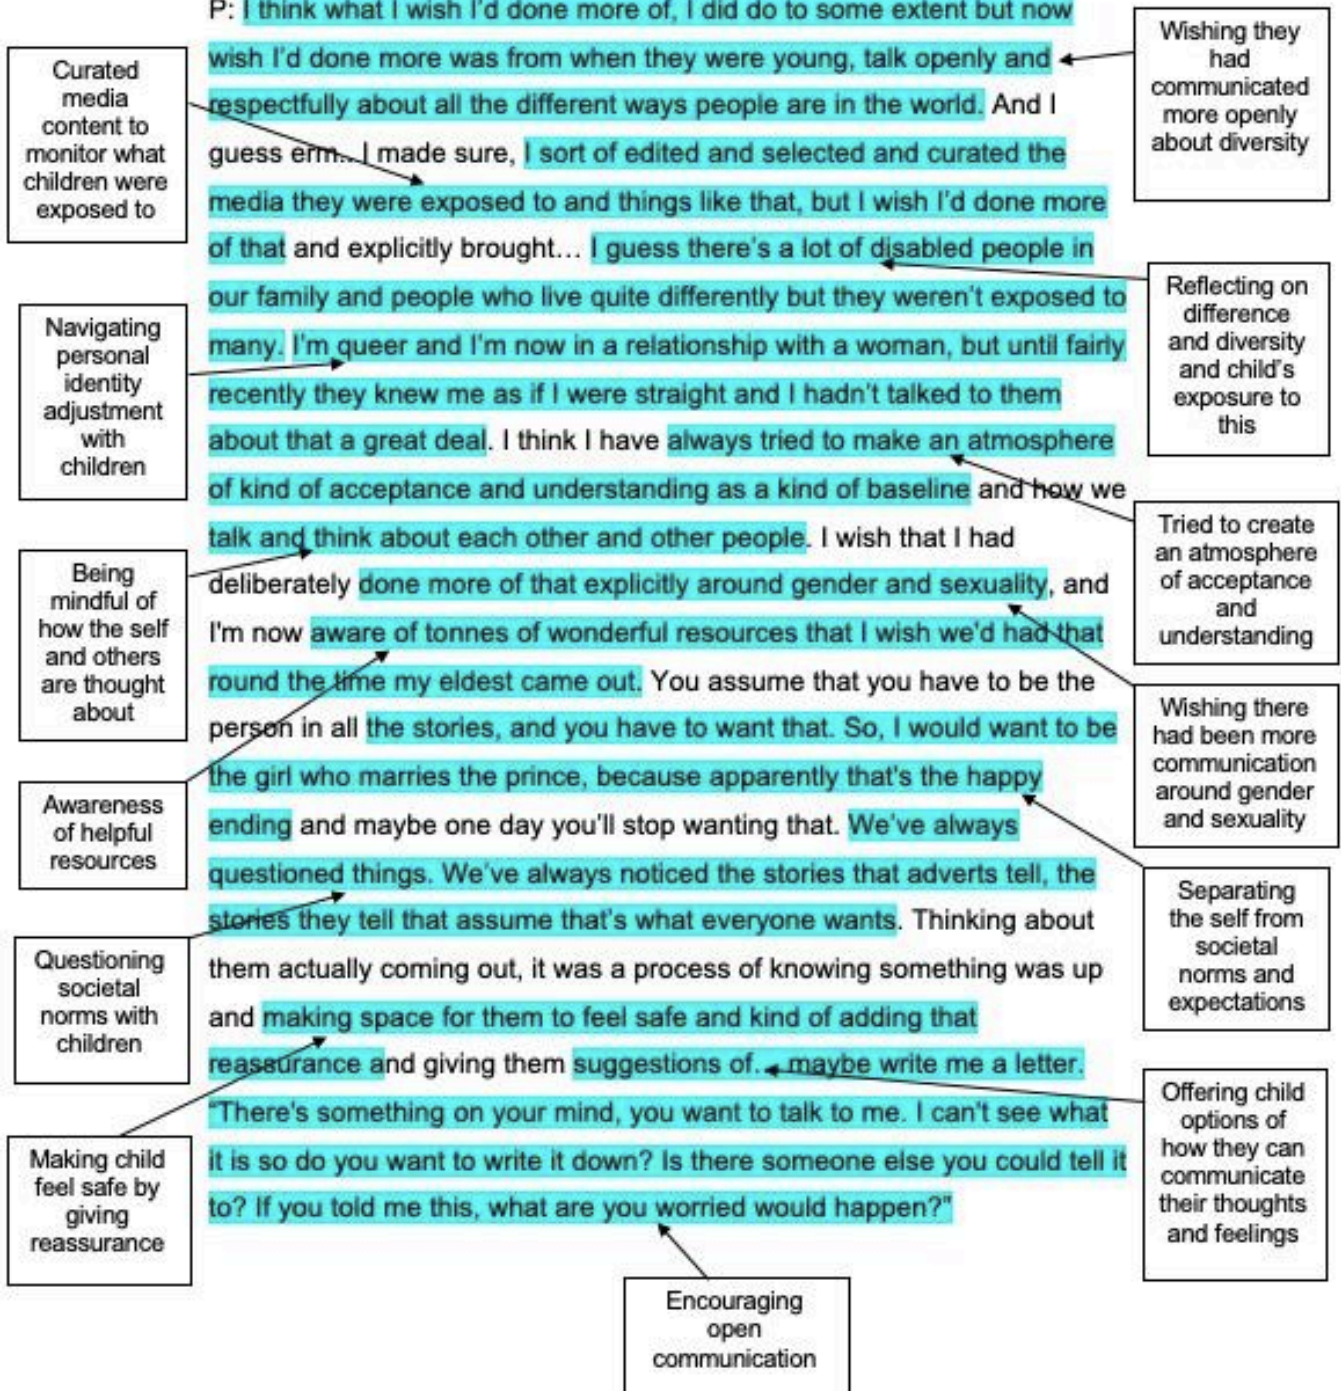 P: I think what I wish I'd done more of, I did do to some extent but now
wish I'd done more was from when they were young, talk openly and
respectfully about all the different ways people are in the world. And I
guess erm.. I made sure, I sort of edited and selected and curated the
media they were exposed to and things like that, but I wish I'd done more
of that and explicitly brought… I guess there's a lot of disabled people in
our family and people who live quite differently but they weren't exposed to
many. I'm queer and I'm now in a relationship with a woman, but until fairly
recently they knew me as if I were straight and I hadn't talked to them
about that a great deal. I think I have always tried to make an atmosphere
of kind of acceptance and understanding as a kind of baseline and how we
talk and think about each other and other people. I wish that I had
deliberately done more of that explicitly around gender and sexuality, and
I'm now aware of tonnes of wonderful resources that I wish we'd had that
round the time my eldest came out. You assume that you have to be the
person in all the stories, and you have to want that. So, I would want to be
the girl who marries the prince, because apparently that's the happy
ending and maybe one day you'll stop wanting that. We've always
questioned things. We've always noticed the stories that adverts tell, the
stories they tell that assume that's what everyone wants. Thinking about
them actually coming out, it was a process of knowing something was up
and making space for them to feel safe and kind of adding that
reassurance and giving them suggestions of… maybe write me a letter.
"There's something on your mind, you want to talk to me. I can't see what
it is so do you want to write it down? Is there someone else you could tell it
to? If you told me this, what are you worried would happen?"
Curated
media
content to
monitor what
children were
exposed to
Navigating
personal
identity
adjustment
with
children
Being
mindful of
how the self
and others
are thought
about
Awareness
of helpful
resources
Questioning
societal
norms with
children
Making child
feel safe by
giving
reassurance
Wishing they
had
communicated
more openly
about diversity
Reflecting on
difference
and diversity
and child's
exposure to
this
Tried to create
an atmosphere
of acceptance
and
understanding
Wishing there
had been more
communication
around gender
and sexuality
Separating
the self from
societal
norms and
expectations
Offering child
options of
how they can
communicate
their thoughts
and feelings
Encouraging
open
communication